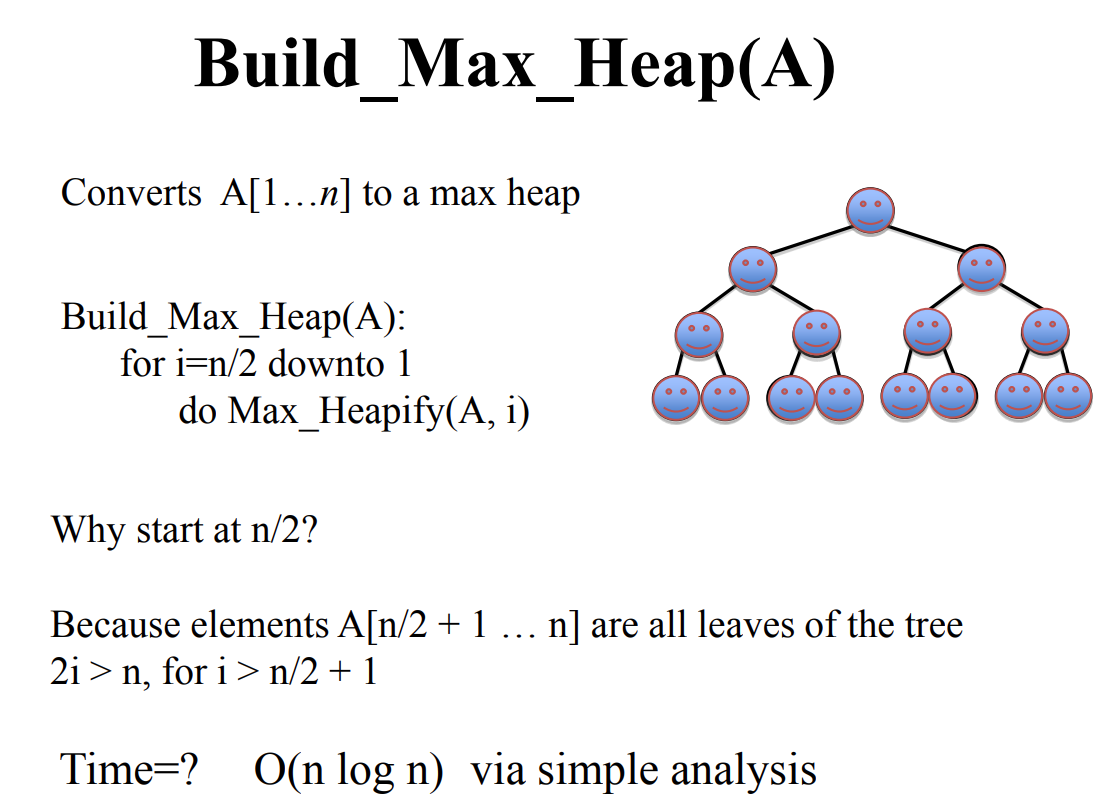 Build_Max_Heap(A)
Converts A[1…n] to a max heap
Build_Max_Heap(A):
for i=n/2 downto 1
do Max_Heapify(A, i)
Why start at n/2?
Because elements A[n/2 + 1 … n] are all leaves of the tree
2i > n, for i > n/2 + 1
Time=? O(n log n) via simple analysis